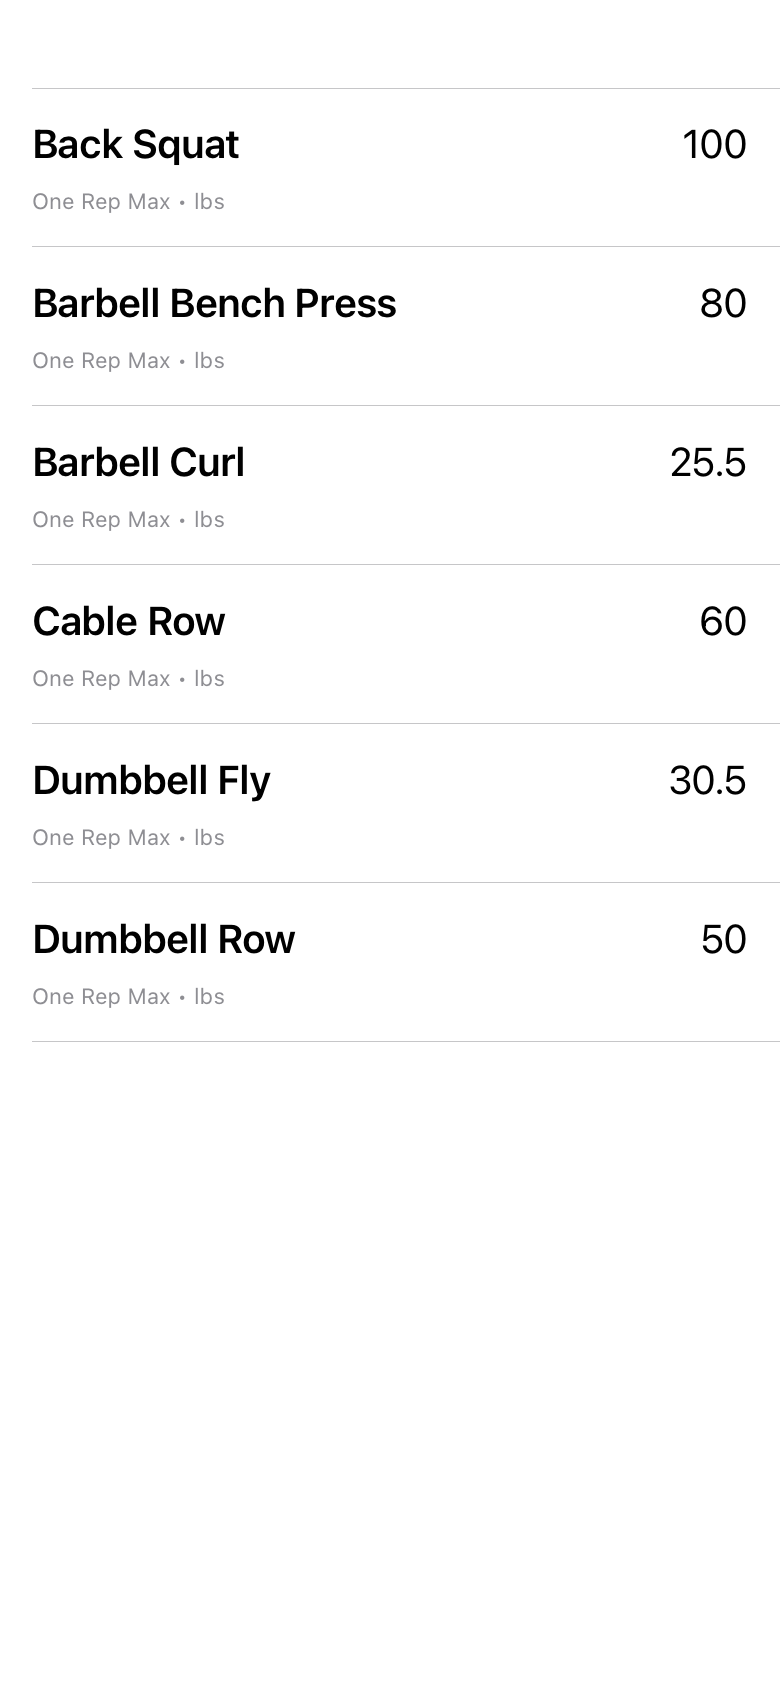 Back Squat 100
One Rep Max • lbs
Barbell Bench Press 80
One Rep Max • lbs
Barbell Curl 25.5
One Rep Max • lbs
Cable Row 60
One Rep Max • lbs
Dumbbell Fly 30.5
One Rep Max • lbs
Dumbbell Row 50
One Rep Max • lbs